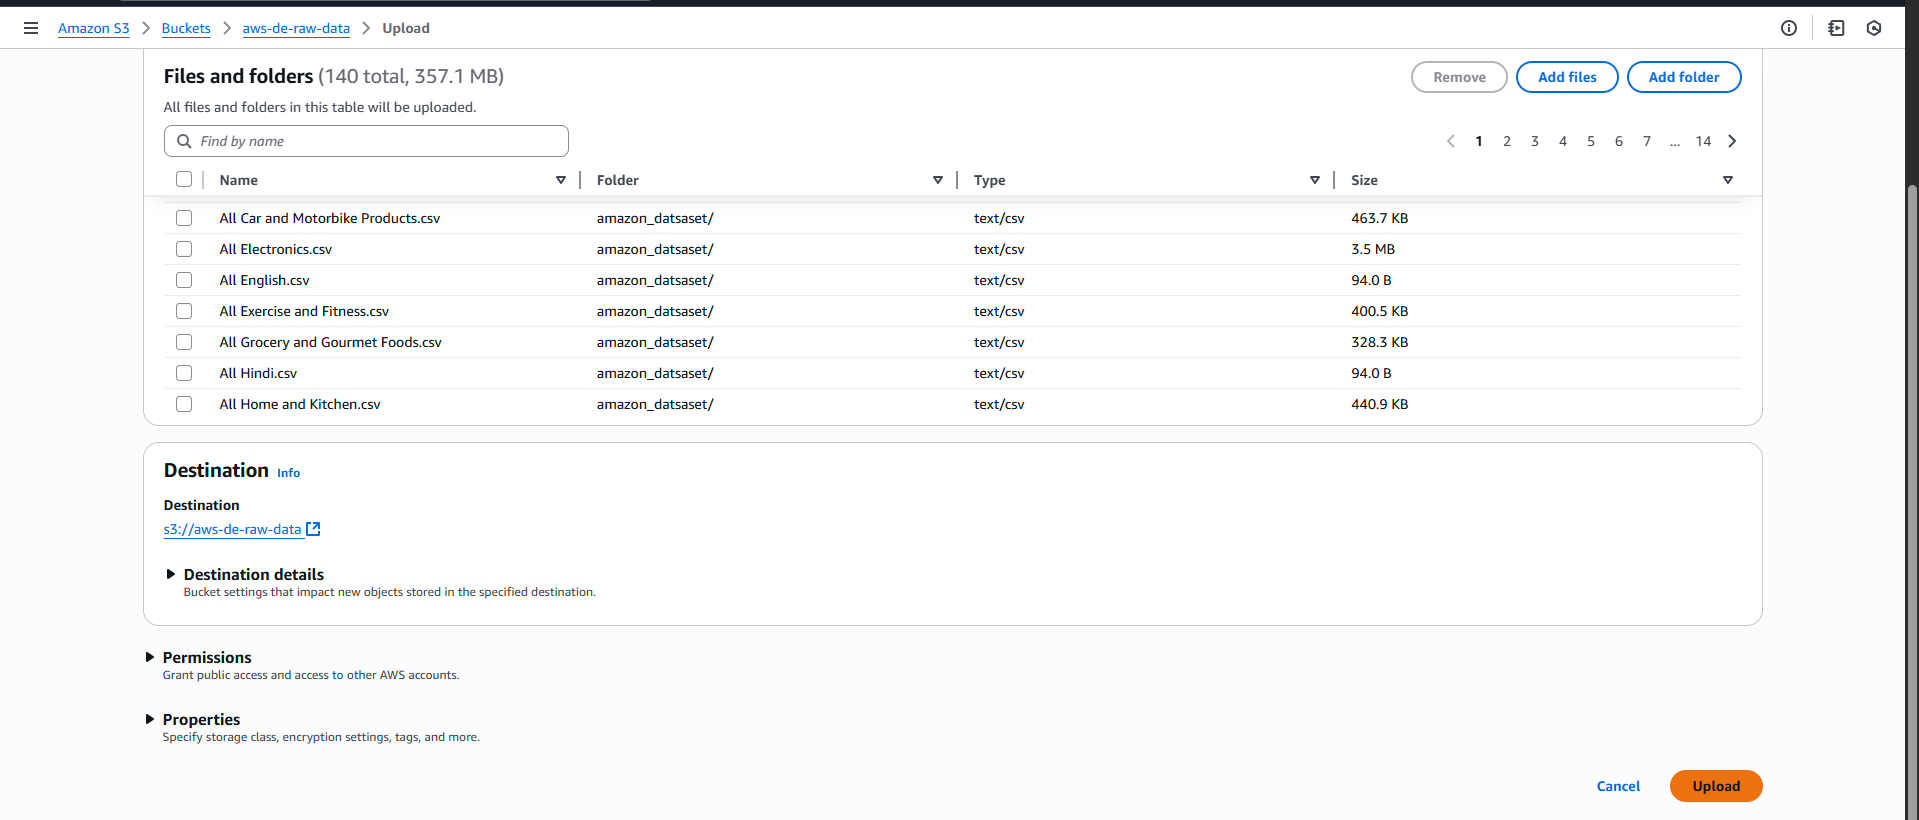 Amazon S3 > Buckets > aws-de-raw-data > Upload
Files and folders (140 total, 357.1 MB)
Remove Add files Add folder
All files and folders in this table will be uploaded.
Find by name
1 2 3 4 5 6 7 ... 14
Name Folder Type Size
All Car and Motorbike Products.csv amazon_datsaset/ text/csv 463.7 KB
All Electronics.csv amazon_datsaset/ text/csv 3.5 MB
All English.csv amazon_datsaset/ text/csv 94.0 B
All Exercise and Fitness.csv amazon_datsaset/ text/csv 400.5 KB
All Grocery and Gourmet Foods.csv amazon_datsaset/ text/csv 328.3 KB
All Hindi.csv amazon_datsaset/ text/csv 94.0 B
All Home and Kitchen.csv amazon_datsaset/ text/csv 440.9 KB
Destination Info
Destination
s3://aws-de-raw-data
Destination details
Bucket settings that impact new objects stored in the specified destination.
Permissions
Grant public access and access to other AWS accounts.
Properties
Specify storage class, encryption settings, tags, and more.
Cancel Upload